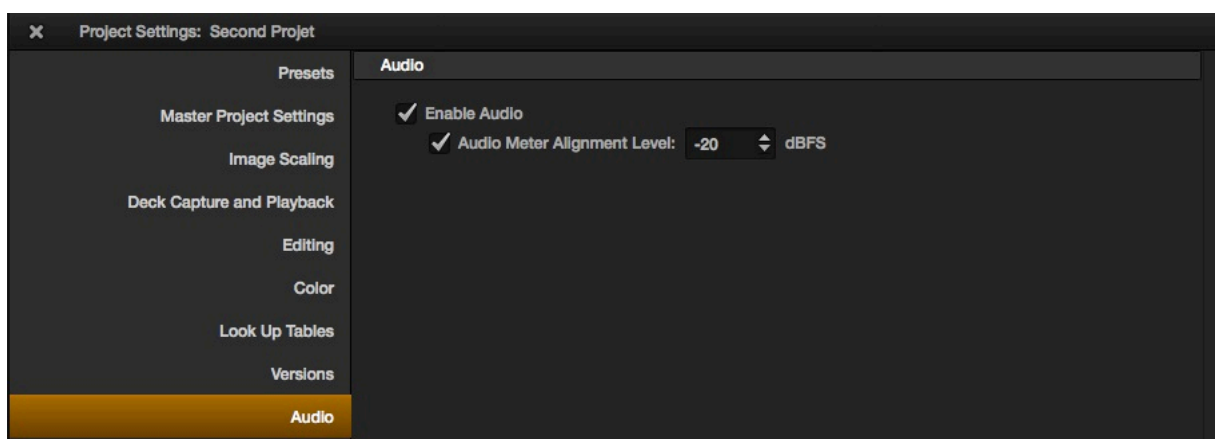 Project Settings: Second Projet
Presets
Master Project Settings
Image Scaling
Deck Capture and Playback
Editing
Color
Look Up Tables
Versions
Audio
Audio
Enable Audio
Audio Meter Alignment Level: -20 dBFS